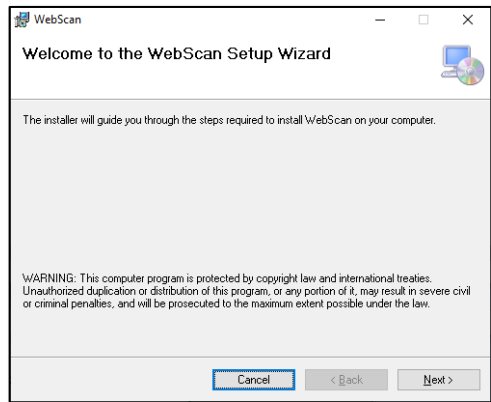 WebScan
Welcome to the WebScan Setup Wizard
The installer will guide you through the steps required to install WebScan on your computer.
WARNING: This computer program is protected by copyright law and international treaties.
Unauthorized duplication or distribution of this program, or any portion of it, may result in severe civil
or criminal penalties, and will be prosecuted to the maximum extent possible under the law.
Cancel
< Back
Next >